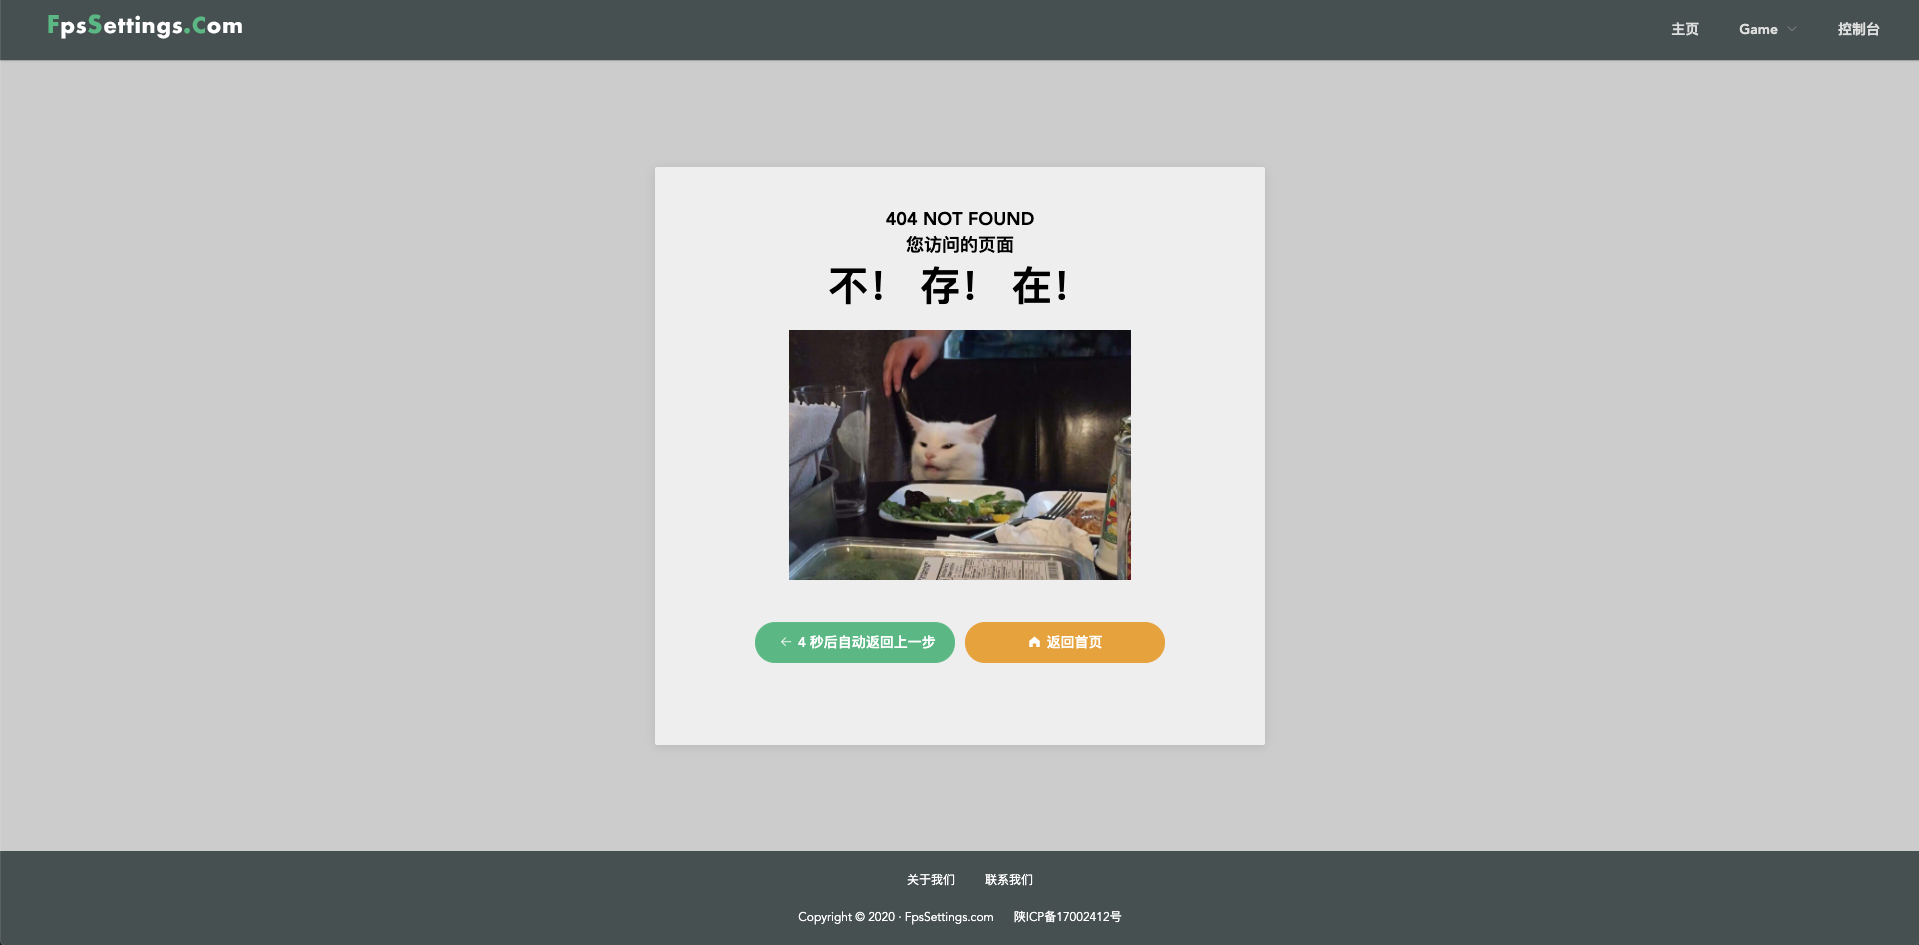 FpsSettings.Com
主页 Game 控制台
404 NOT FOUND
您访问的页面
不！ 存！ 在！
4 秒后自动返回上一步
返回首页
关于我们 联系我们
Copyright © 2020 · FpsSettings.com 陕ICP备17002412号